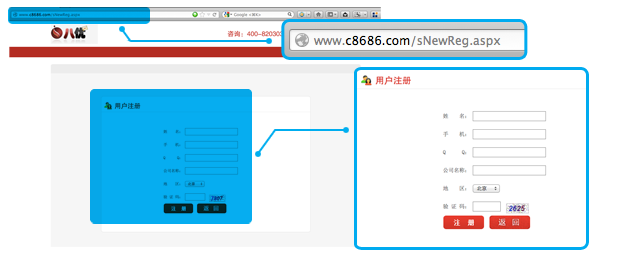 www.c8686.com/sNewReg.aspx
Google
八优
咨询：400-820303
www.c8686.com/sNewReg.aspx
用户注册
姓 名：
手 机：
Q Q：
公司名称：
地 区： 北京
验 证 码：
注 册 返 回
用户注册
姓 名：
手 机：
Q Q：
公司名称：
地 区： 北京
验 证 码： 2625
注 册 返 回